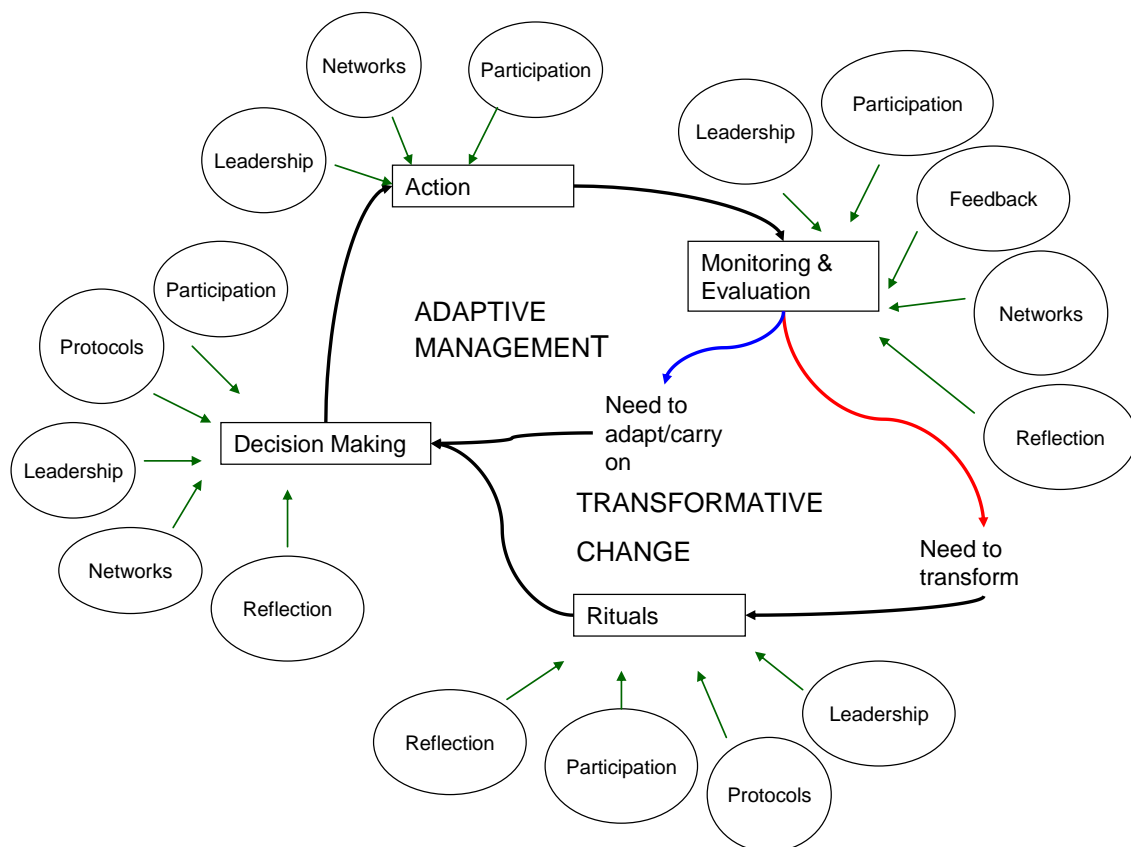 Networks
Participation
Leadership
Action
Leadership
Participation
Feedback
Networks
Reflection
Monitoring &
Evaluation
ADAPTIVE
MANAGEMENT
Participation
Protocols
Leadership
Networks
Reflection
Decision Making
Need to
adapt/carry
on
TRANSFORMATIVE
CHANGE
Need to
transform
Rituals
Reflection
Participation
Protocols
Leadership